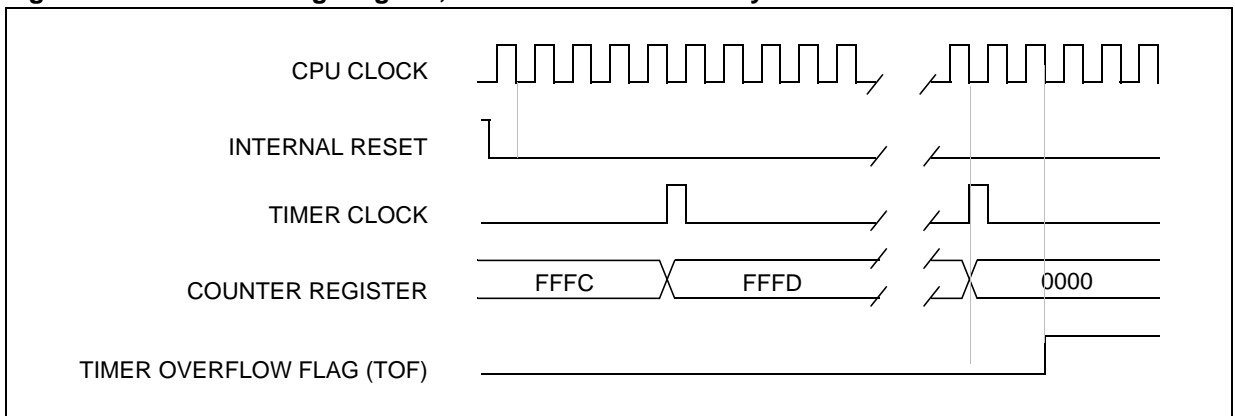 CPU CLOCK
INTERNAL RESET
TIMER CLOCK
COUNTER REGISTER FFFC FFFD 0000
TIMER OVERFLOW FLAG (TOF)